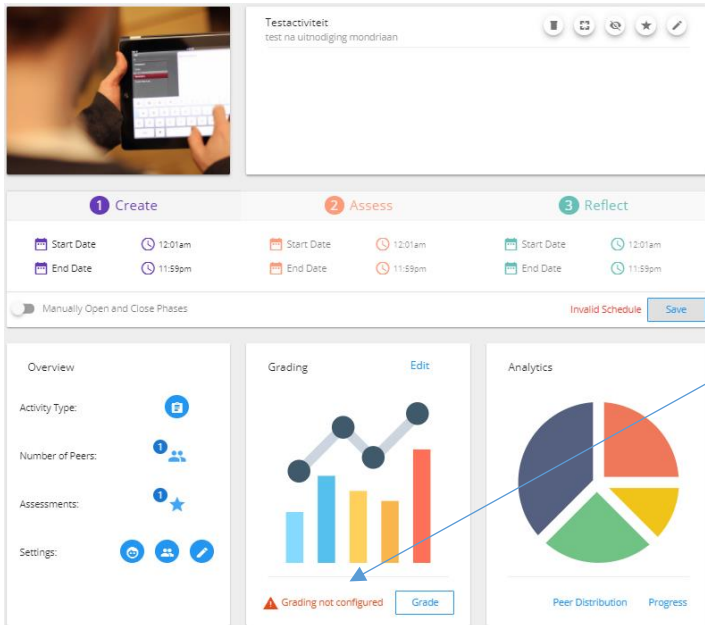 Testactiviteit
test na uitnodiging mondriaan
1 Create
2 Assess
3 Reflect
Start Date 12:01am
End Date 11:59pm
Start Date 12:01am
End Date 11:59pm
Start Date 12:01am
End Date 11:59pm
Manually Open and Close Phases
Invalid Schedule Save
Overview
Activity Type:
Number of Peers: 1
Assessments: 1
Settings:
Grading Edit
Grading not configured Grade
Analytics
Peer Distribution Progress